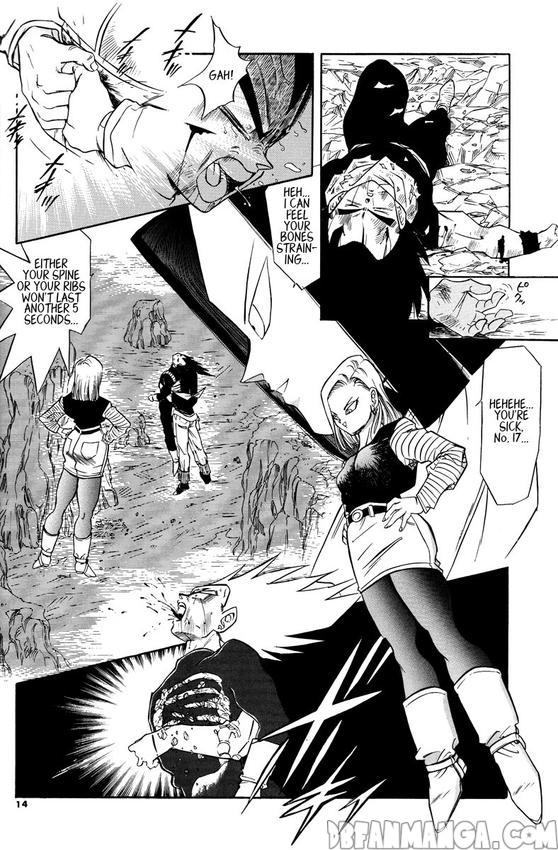 GAH!
HEH...
I CAN
FEEL
YOUR
BONES
STRAIN-
ING...
EITHER
YOUR SPINE
OR YOUR RIBS
WON'T LAST
ANOTHER 5
SECONDS...
HEHEHE...
YOU'RE
SICK,
No. 17...
14
DBFANMANGA.COM